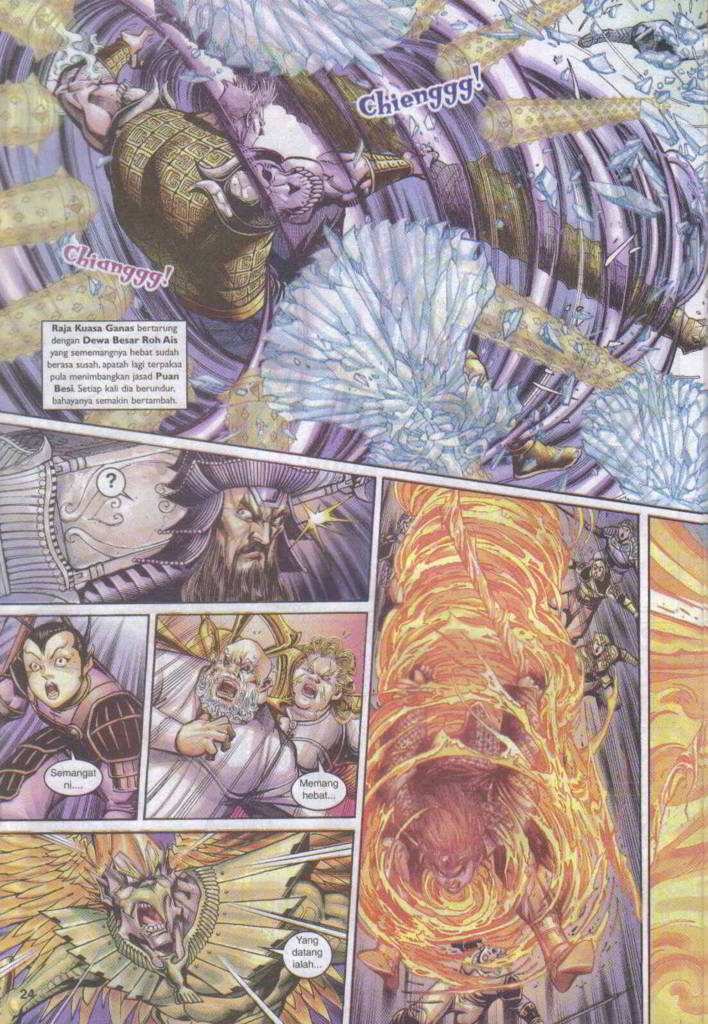 Chienggg!
Chianggg!
Raja Kuasa Ganas bertarung
dengan Dewa Besar Roh Ais
yang sememangnya hebat sudah
berasa susah, apatah lagi terpaksa
pula menimbangkan jasad Puan
Besi. Setiap kali dia berundur,
bahayanya semakin bertambah.
?
Semangat
ni....
Memang
hebat...
Yang
datang
ialah...
24